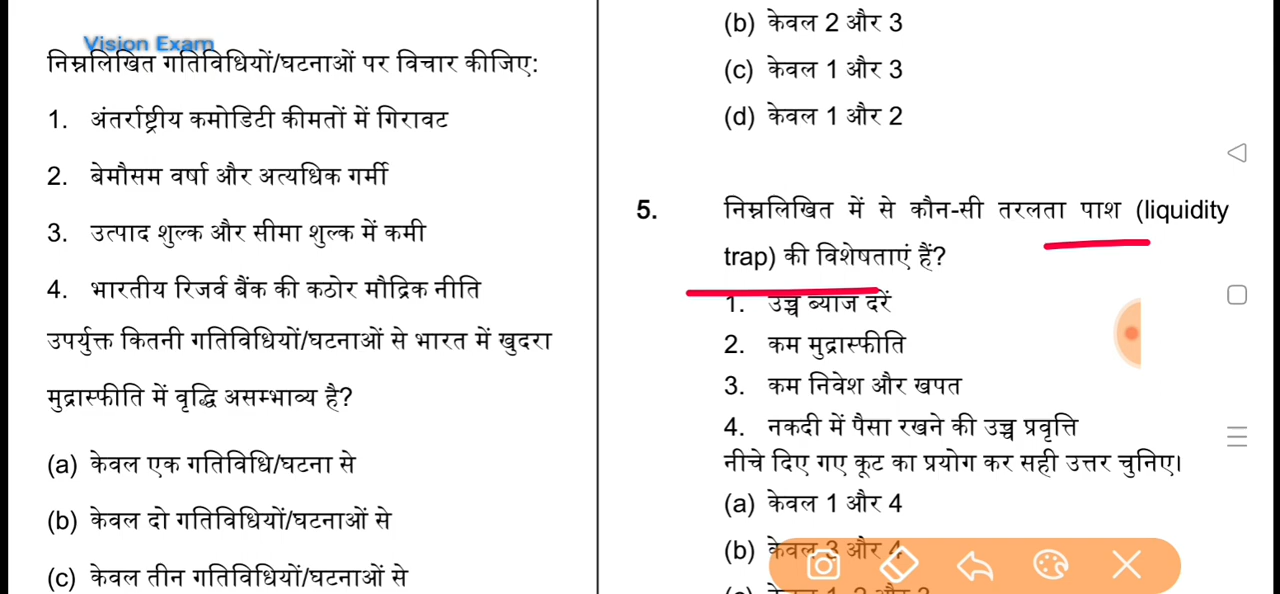 Vision Exam
निम्नलिखित गतिविधियों/घटनाओं पर विचार कीजिए:
1. अंतर्राष्ट्रीय कमोडिटी कीमतों में गिरावट
2. बेमौसम वर्षा और अत्यधिक गर्मी
3. उत्पाद शुल्क और सीमा शुल्क में कमी
4. भारतीय रिजर्व बैंक की कठोर मौद्रिक नीति
उपर्युक्त कितनी गतिविधियों/घटनाओं से भारत में खुदरा
मुद्रास्फीति में वृद्धि असम्भाव्य है?
(a) केवल एक गतिविधि/घटना से
(b) केवल दो गतिविधियों/घटनाओं से
(c) केवल तीन गतिविधियों/घटनाओं से
(b) केवल 2 और 3
(c) केवल 1 और 3
(d) केवल 1 और 2
5. निम्नलिखित में से कौन-सी तरलता पाश (liquidity
trap) की विशेषताएं हैं?
1. उच्च ब्याज दरें
2. कम मुद्रास्फीति
3. कम निवेश और खपत
4. नकदी में पैसा रखने की उच्च प्रवृत्ति
नीचे दिए गए कूट का प्रयोग कर सही उत्तर चुनिए।
(a) केवल 1 और 4
(b) केवल 3 और 4